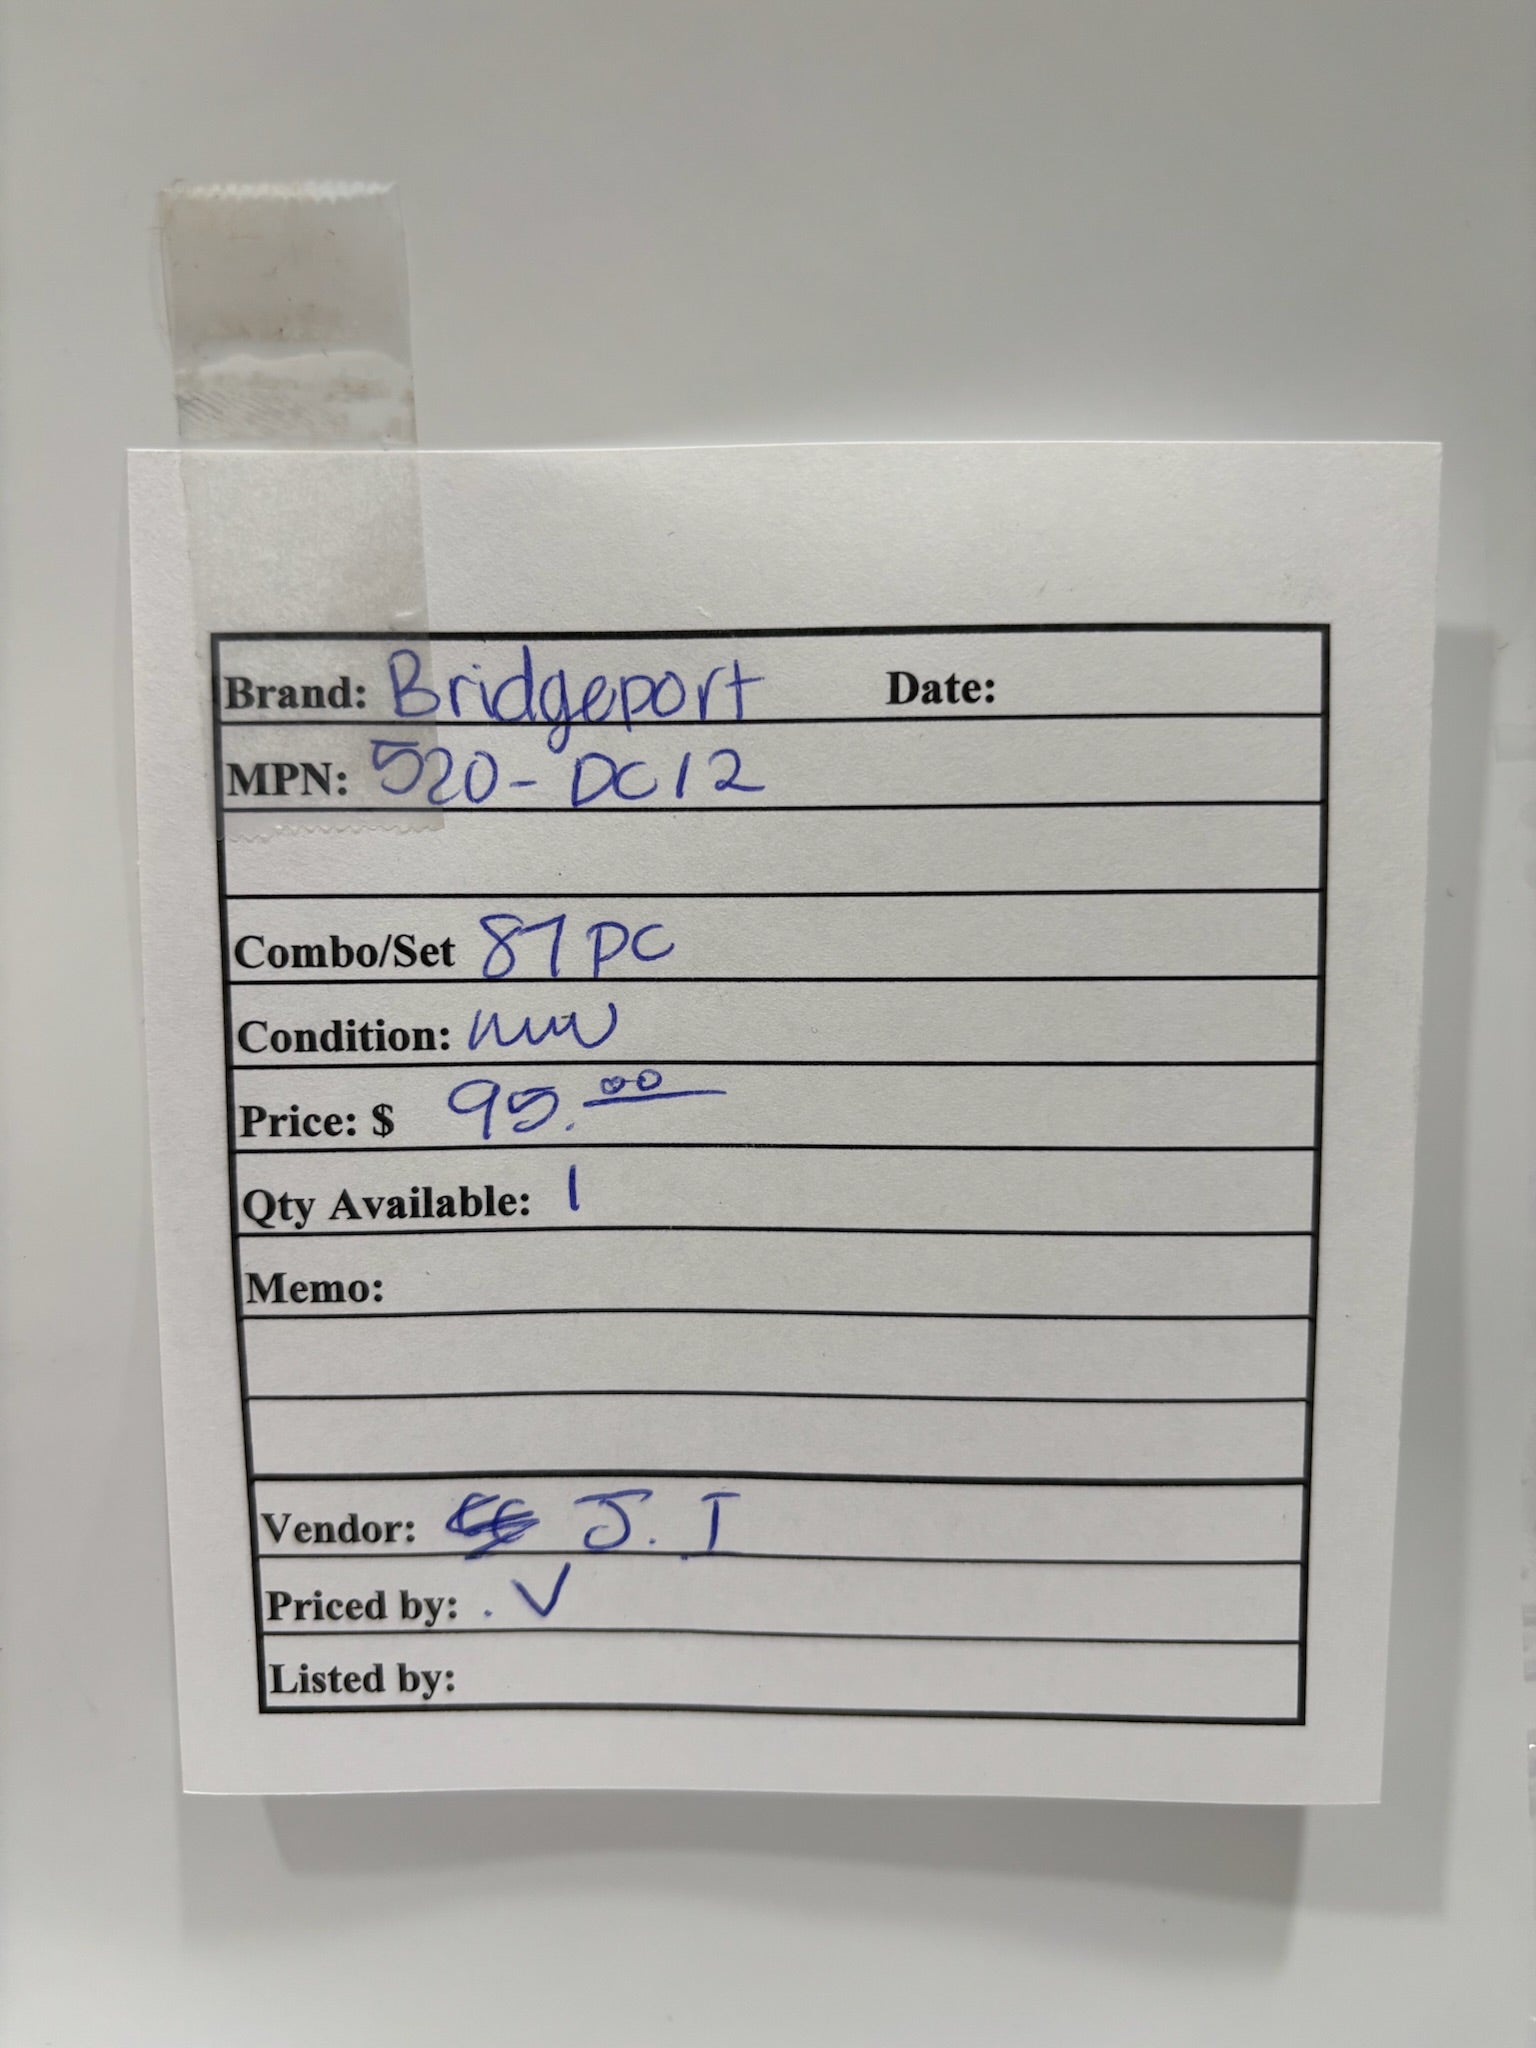 Brand: Bridgeport Date:
MPN: 520-DC12
Combo/Set 87 PC
Condition: new
Price: $ 95.00
Qty Available: 1
Memo:
Vendor: J. I
Priced by: . V
Listed by: